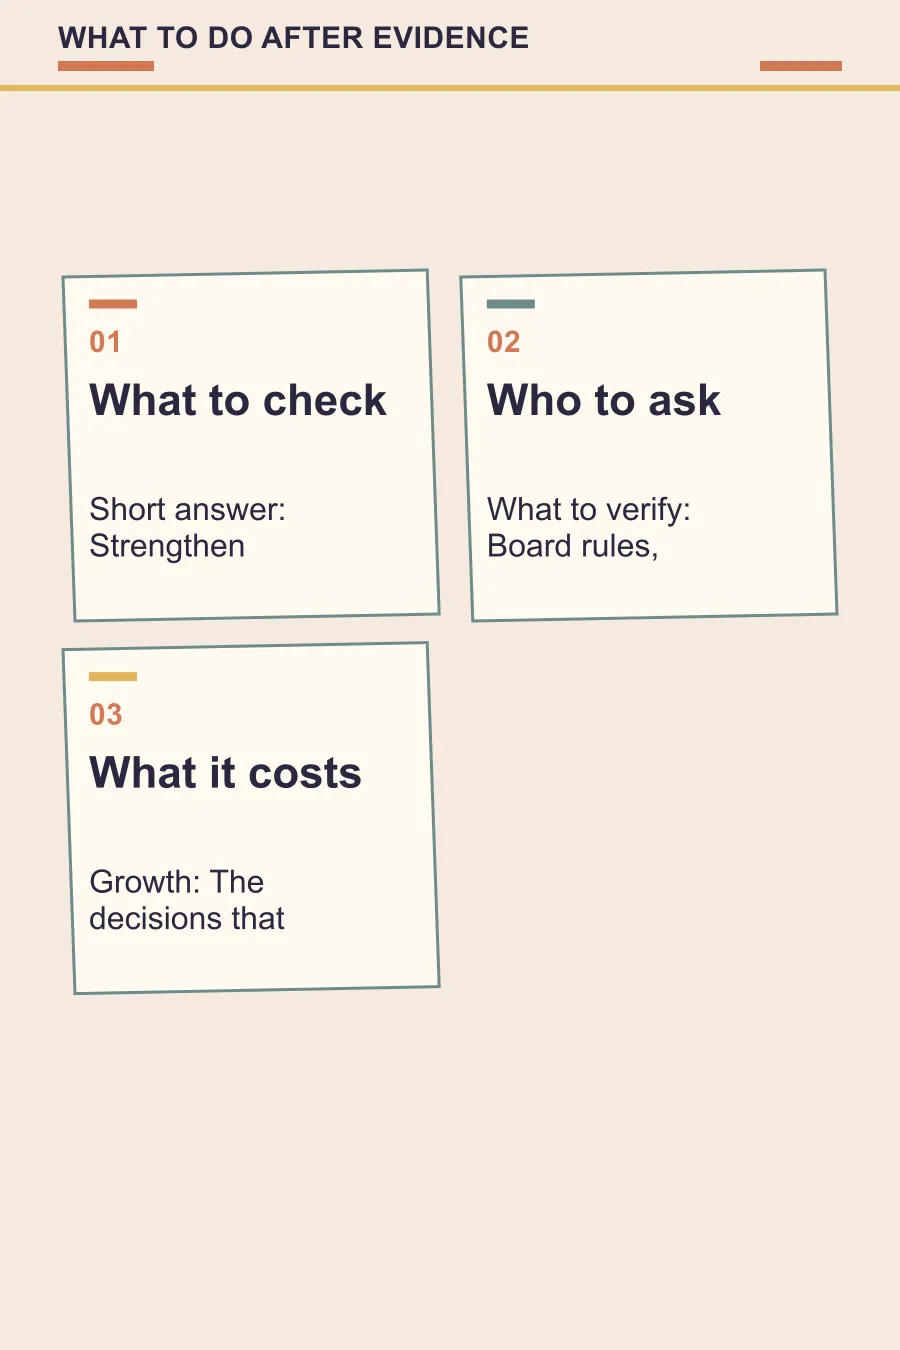 WHAT TO DO AFTER EVIDENCE
01
What to check
Short answer:
Strengthen
02
Who to ask
What to verify:
Board rules,
03
What it costs
Growth: The
decisions that